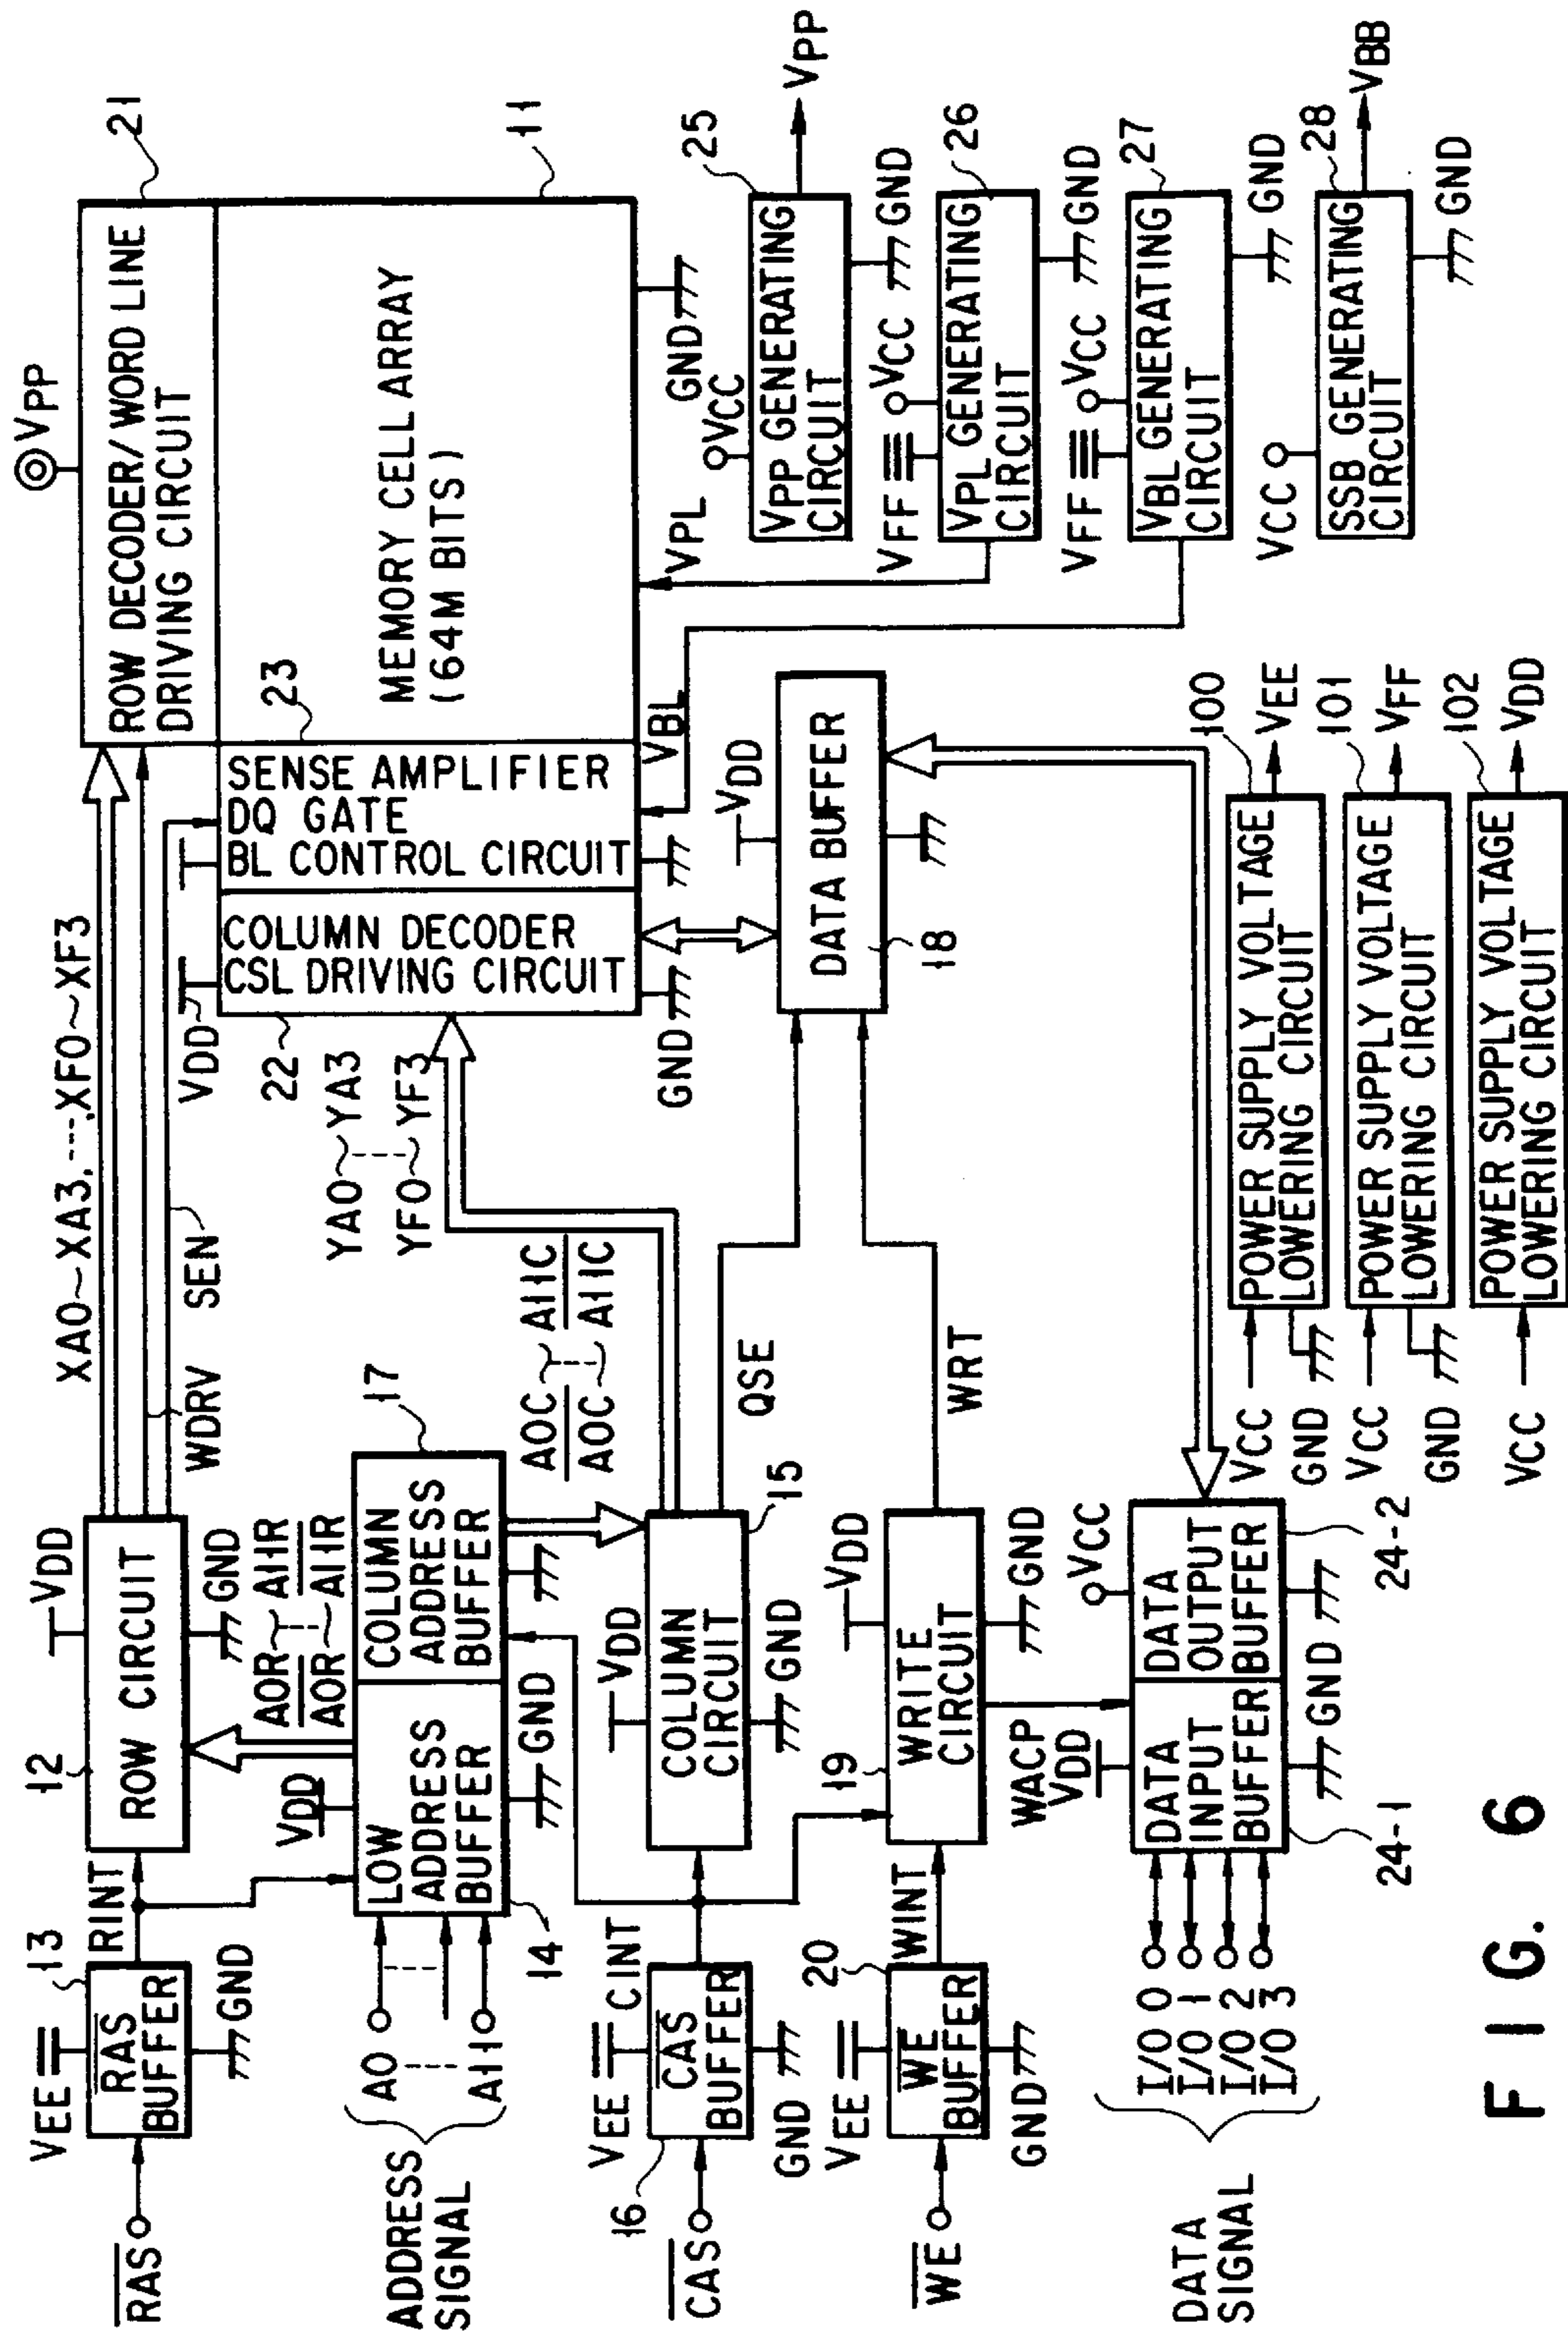 VPP
ROW DECODER/WORD LINE
DRIVING CIRCUIT
21
MEMORY CELL ARRAY
(64M BITS)
11
GND
23
SENSE AMPLIFIER
DQ GATE
BL CONTROL CIRCUIT
COLUMN DECODER
CSL DRIVING CIRCUIT
VDD
22
GND
VBL
VPL
XA0~XA3,---,XF0~XF3
SEN
WDRV
YA0~YA3
YF0~YF3
RAS
VEE
13
RAS
BUFFER
GND
RINT
12
ROW CIRCUIT
VDD
GND
A0R~A11R
A0R~A11R
ADDRESS
SIGNAL
A0
A11
VDD
LOW
ADDRESS
BUFFER
14
GND
COLUMN
ADDRESS
BUFFER
17
A0C~A11C
A0C~A11C
CAS
16
VEE
CINT
CAS
BUFFER
GND
COLUMN
CIRCUIT
VDD
GND
15
QSE
WE
VEE
20
WE
BUFFER
GND
WINT
19
WRITE
CIRCUIT
VDD
GND
WRT
WACP
DATA BUFFER
18
VDD
DATA
SIGNAL
I/O 0
I/O 1
I/O 2
I/O 3
VDD
DATA
INPUT
BUFFER
24-1
GND
DATA
OUTPUT
BUFFER
24-2
VCC
VCC
VPP GENERATING
CIRCUIT
25
VPP
GND
VFF
VCC
VPL GENERATING
CIRCUIT
26
GND
VFF
VCC
VBL GENERATING
CIRCUIT
27
GND
VCC
SSB GENERATING
CIRCUIT
28
VBB
GND
VCC
GND
POWER SUPPLY VOLTAGE
LOWERING CIRCUIT
100
VEE
VCC
GND
POWER SUPPLY VOLTAGE
LOWERING CIRCUIT
101
VFF
VCC
POWER SUPPLY VOLTAGE
LOWERING CIRCUIT
102
VDD
FIG. 6